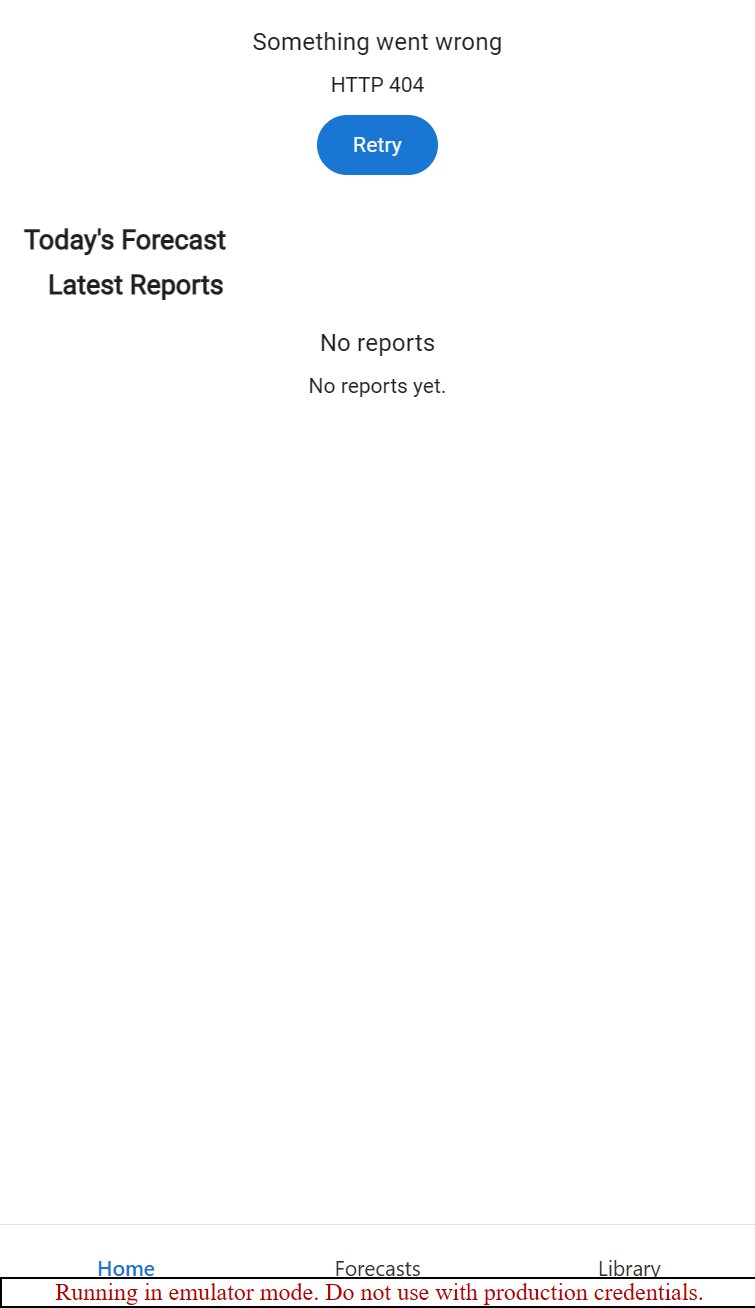 Something went wrong
HTTP 404
Retry
Today's Forecast
Latest Reports
No reports
No reports yet.
Home Forecasts Library
Running in emulator mode. Do not use with production credentials.